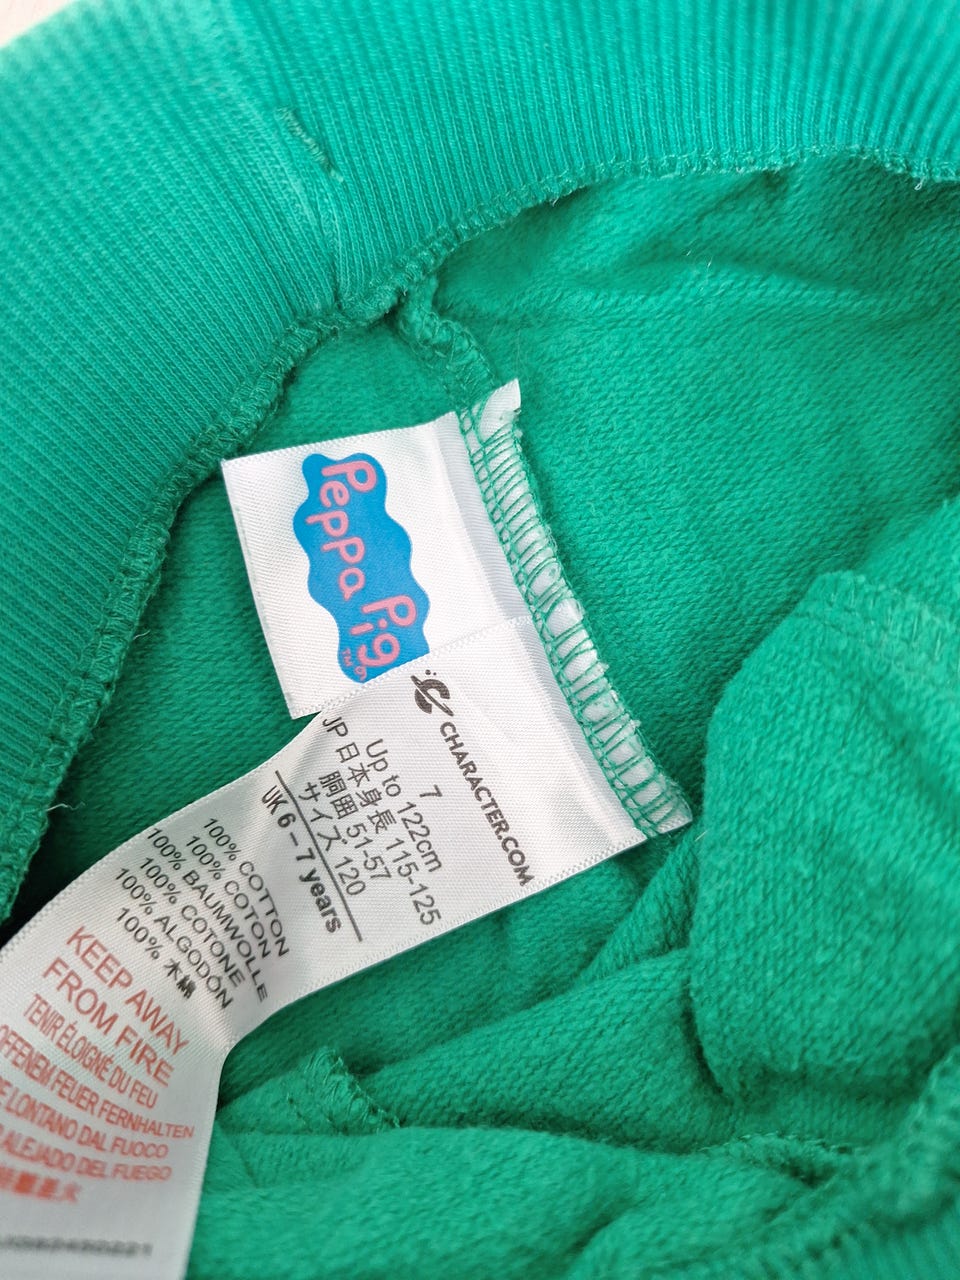 Peppa Pig
TM
CHARACTER.COM
7
Up to 122cm
JP 日本身長 115-125
胴囲 51-57
サイズ 120
UK 6 – 7 years
100% COTTON
100% COTON
100% BAUMWOLLE
100% COTONE
100% ALGODÓN
100% 木綿
KEEP AWAY
FROM FIRE
TENIR ÉLOIGNÉ DU FEU
OFFENEM FEUER FERNHALTEN
LONTANO DAL FUOCO
ALEJADO DEL FUEGO